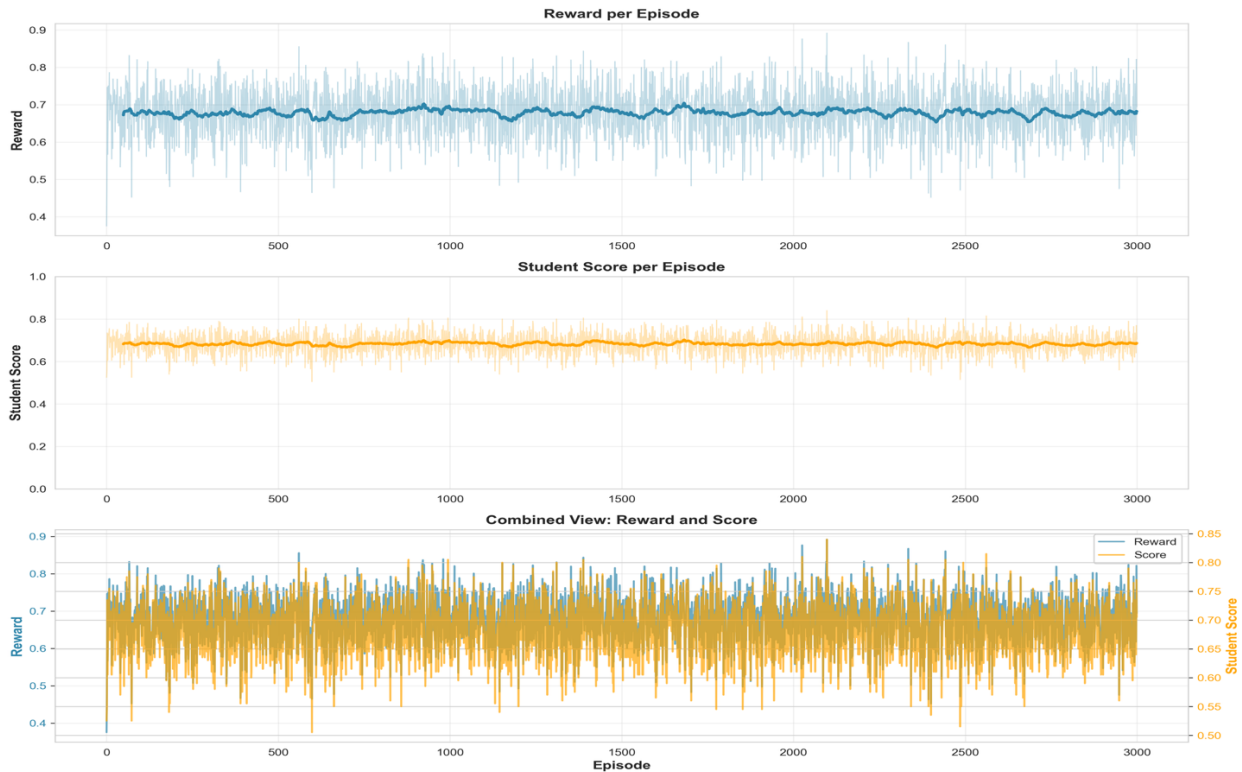 Reward per Episode
0.9
0.8
0.7
0.6
0.5
0.4
Reward
0 500 1000 1500 2000 2500 3000
Student Score per Episode
1.0
0.8
0.6
0.4
0.2
0.0
Student Score
0 500 1000 1500 2000 2500 3000
Combined View: Reward and Score
0.9
0.8
0.7
0.6
0.5
0.4
Reward
Reward
Score
0.85
0.80
0.75
0.70
0.65
0.60
0.55
0.50
Student Score
0 500 1000 1500 2000 2500 3000
Episode